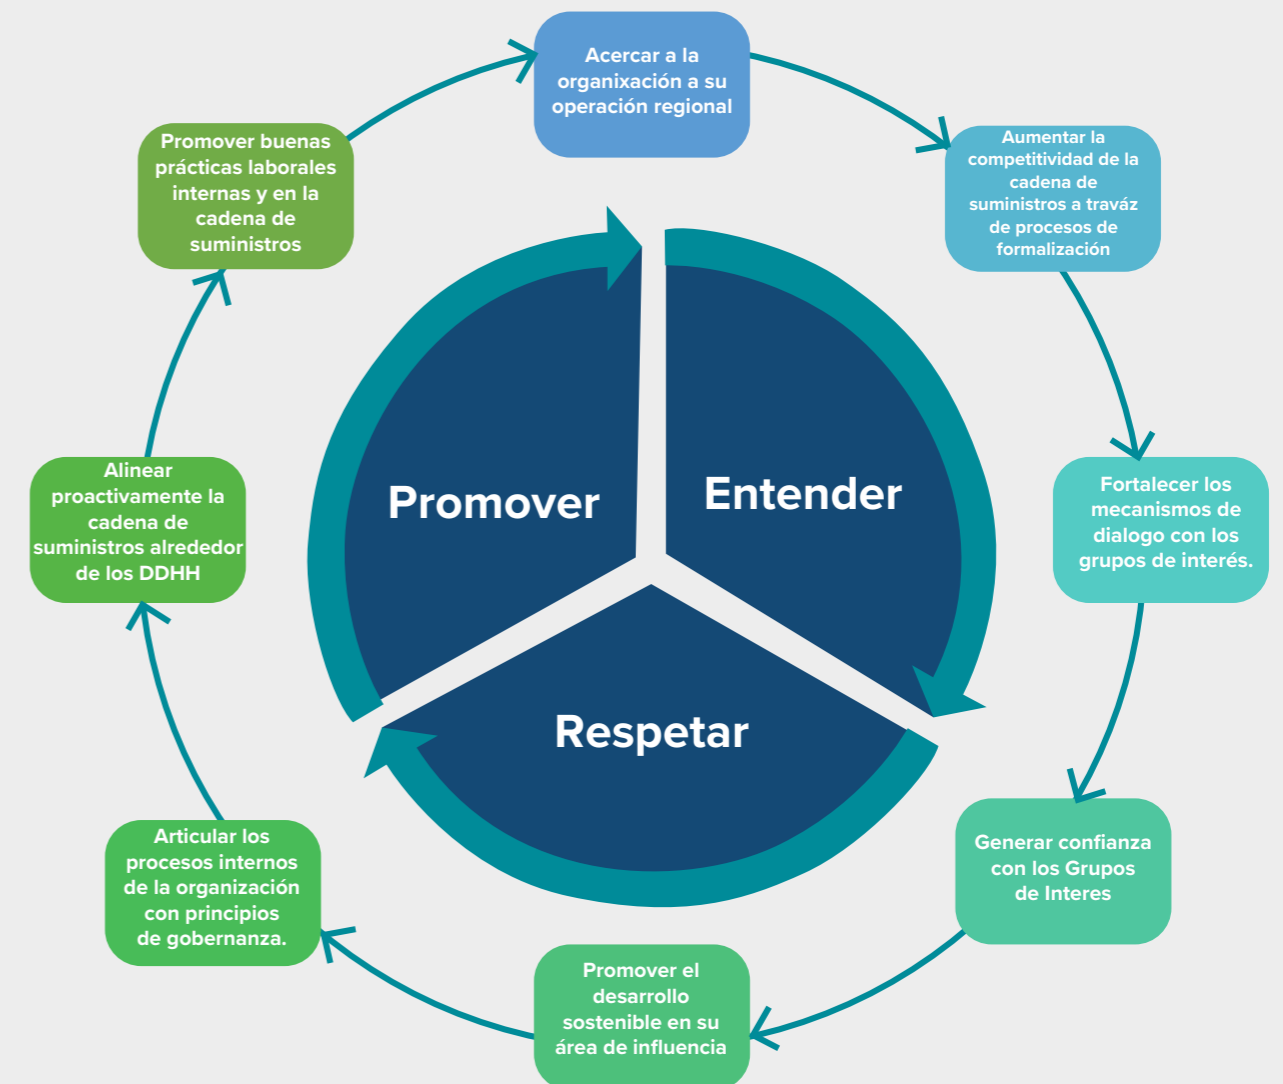 Acercar a la
organixación a su
operación regional
Aumentar la
competitividad de la
cadena de
suministros a traváz
de procesos de
formalización
Fortalecer los
mecanismos de
dialogo con los
grupos de interés.
Generar confianza
con los Grupos
de Interes
Promover el
desarrollo
sostenible en su
área de influencia
Articular los
procesos internos
de la organización
con principios
de gobernanza.
Alinear
proactivamente la
cadena de
suministros alrededor
de los DDHH
Promover buenas
prácticas laborales
internas y en la
cadena de
suministros
Promover
Entender
Respetar